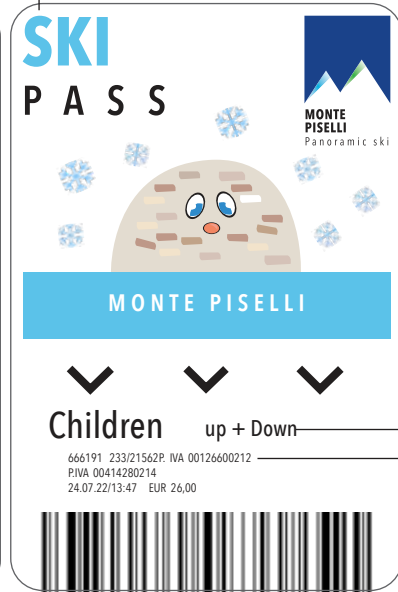 SKI
PASS
MONTE
PISELLI
Panoramic ski
MONTE PISELLI
Children up + Down
666191 233/21562P. IVA 00126600212
P.IVA 00414280214
24.07.22/13:47 EUR 26,00